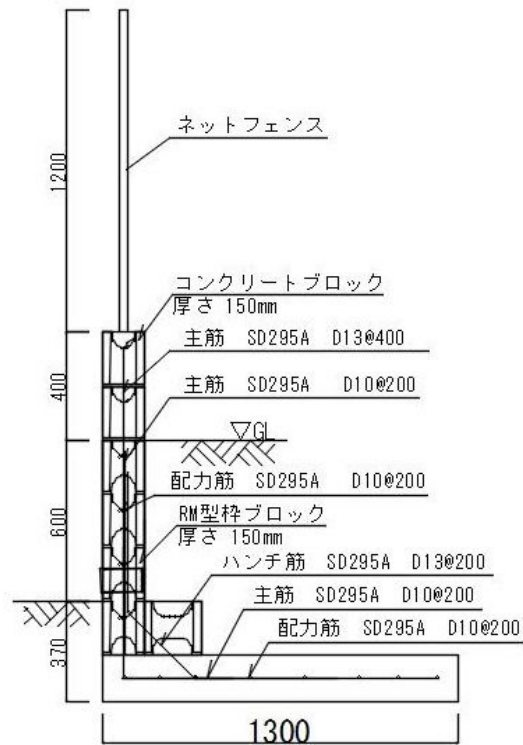 ネットフェンス
1200
コンクリートブロック
厚さ 150mm
主筋 SD295A D13@400
400
主筋 SD295A D10@200
▽GL
配力筋 SD295A D10@200
RM型枠ブロック
厚さ 150mm
600
ハンチ筋 SD295A D13@200
主筋 SD295A D10@200
370
配力筋 SD295A D10@200
1300